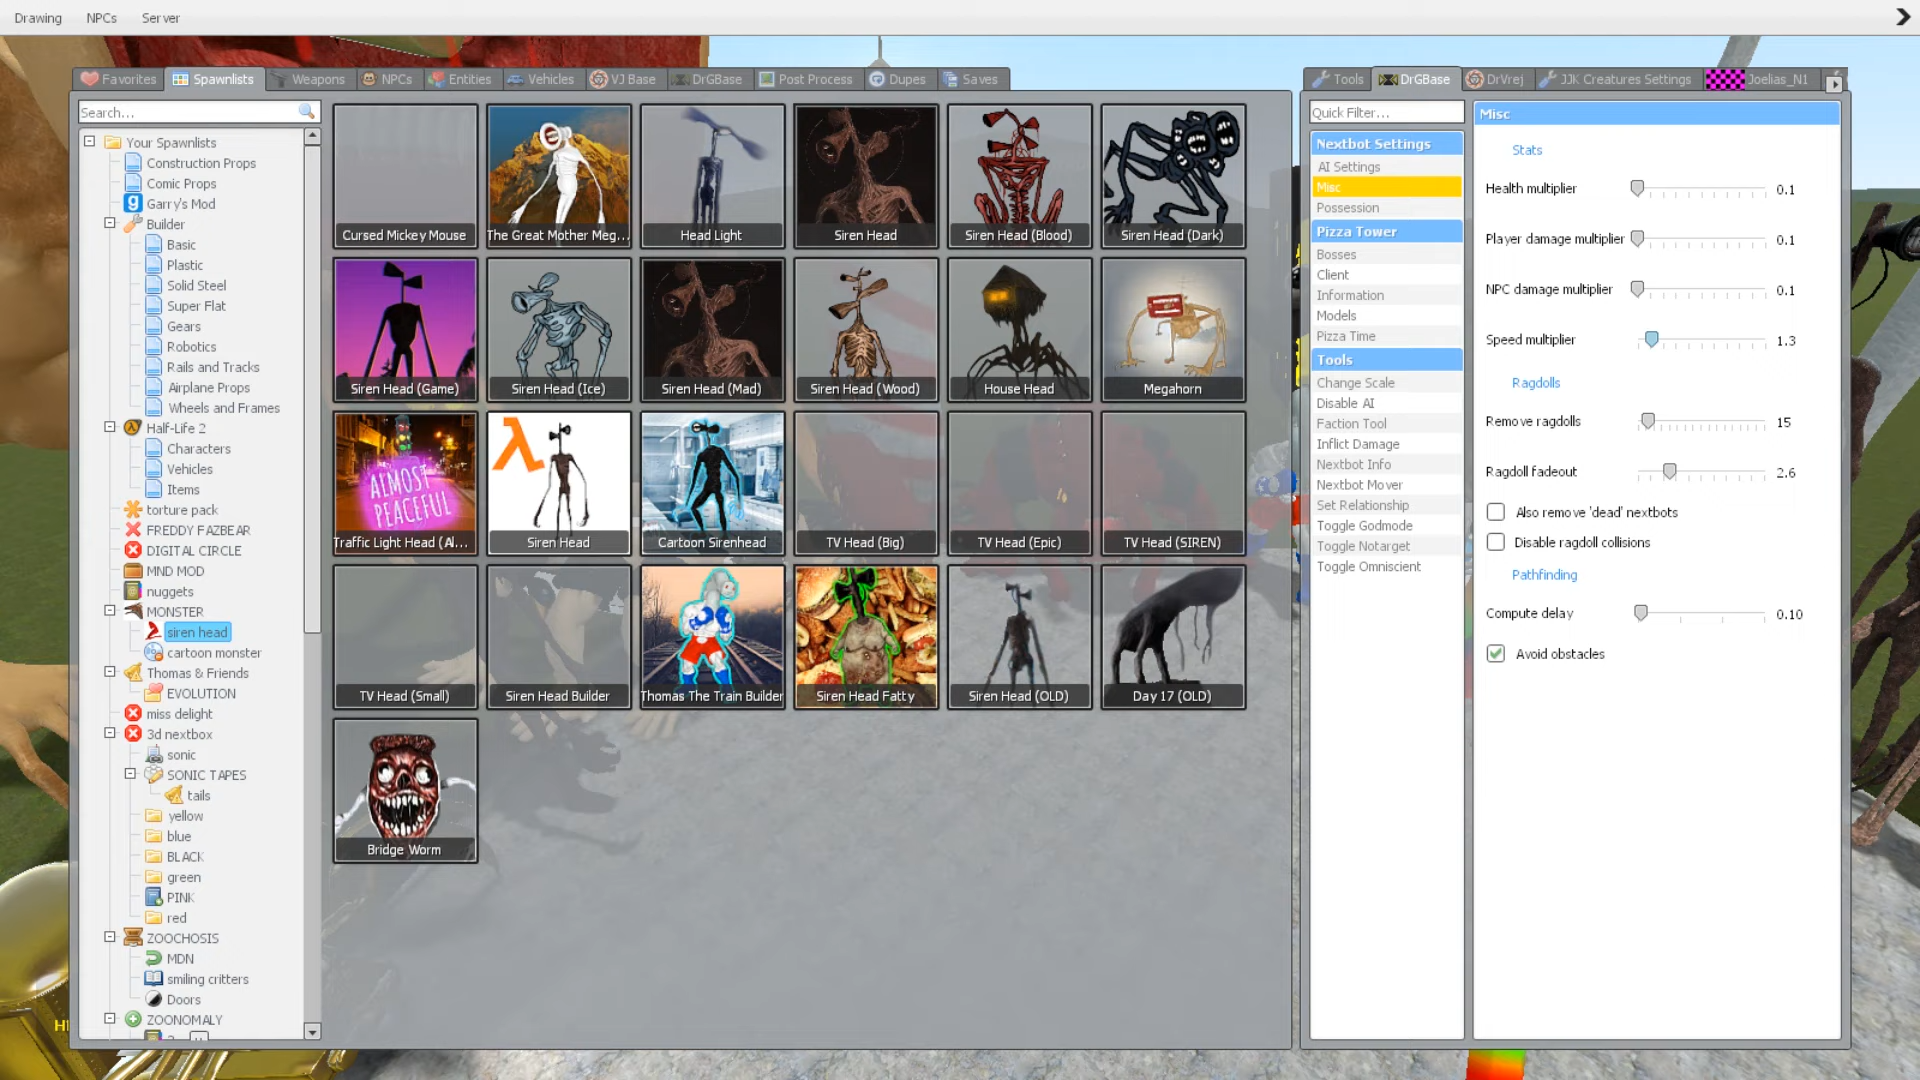 Drawing NPCs Server
Favorites Spawnlists Weapons NPCs Entities Vehicles VJ Base DrGBase Post Process Dupes Saves
Search...
Your Spawnlists
Construction Props
Comic Props
Garry's Mod
Builder
Basic
Plastic
Solid Steel
Super Flat
Gears
Robotics
Rails and Tracks
Airplane Props
Wheels and Frames
Half-Life 2
Characters
Vehicles
Items
torture pack
FREDDY FAZBEAR
DIGITAL CIRCLE
MND MOD
nuggets
MONSTER
siren head
cartoon monster
Thomas & Friends
EVOLUTION
miss delight
3d nextbox
sonic
SONIC TAPES
tails
yellow
blue
BLACK
green
PINK
red
ZOOCHOSIS
MDN
smiling critters
Doors
ZOONOMALY
Cursed Mickey Mouse
The Great Mother Meg...
Head Light
Siren Head
Siren Head (Blood)
Siren Head (Dark)
Siren Head (Game)
Siren Head (Ice)
Siren Head (Mad)
Siren Head (Wood)
House Head
Megahorn
ALMOST
PEACEFUL
Traffic Light Head (Al...
Siren Head
Cartoon Sirenhead
TV Head (Big)
TV Head (Epic)
TV Head (SIREN)
TV Head (Small)
Siren Head Builder
Thomas The Train Builder
Siren Head Fatty
Siren Head (OLD)
Day 17 (OLD)
Bridge Worm
Tools DrGBase DrVrej JJK Creatures Settings Joelias_N1
Quick Filter...
Nextbot Settings
AI Settings
Misc
Possession
Pizza Tower
Bosses
Client
Information
Models
Pizza Time
Tools
Change Scale
Disable AI
Faction Tool
Inflict Damage
Nextbot Info
Nextbot Mover
Set Relationship
Toggle Godmode
Toggle Notarget
Toggle Omniscient
Misc
Stats
Health multiplier 0.1
Player damage multiplier 0.1
NPC damage multiplier 0.1
Speed multiplier 1.3
Ragdolls
Remove ragdolls 15
Ragdoll fadeout 2.6
Also remove 'dead' nextbots
Disable ragdoll collisions
Pathfinding
Compute delay 0.10
Avoid obstacles